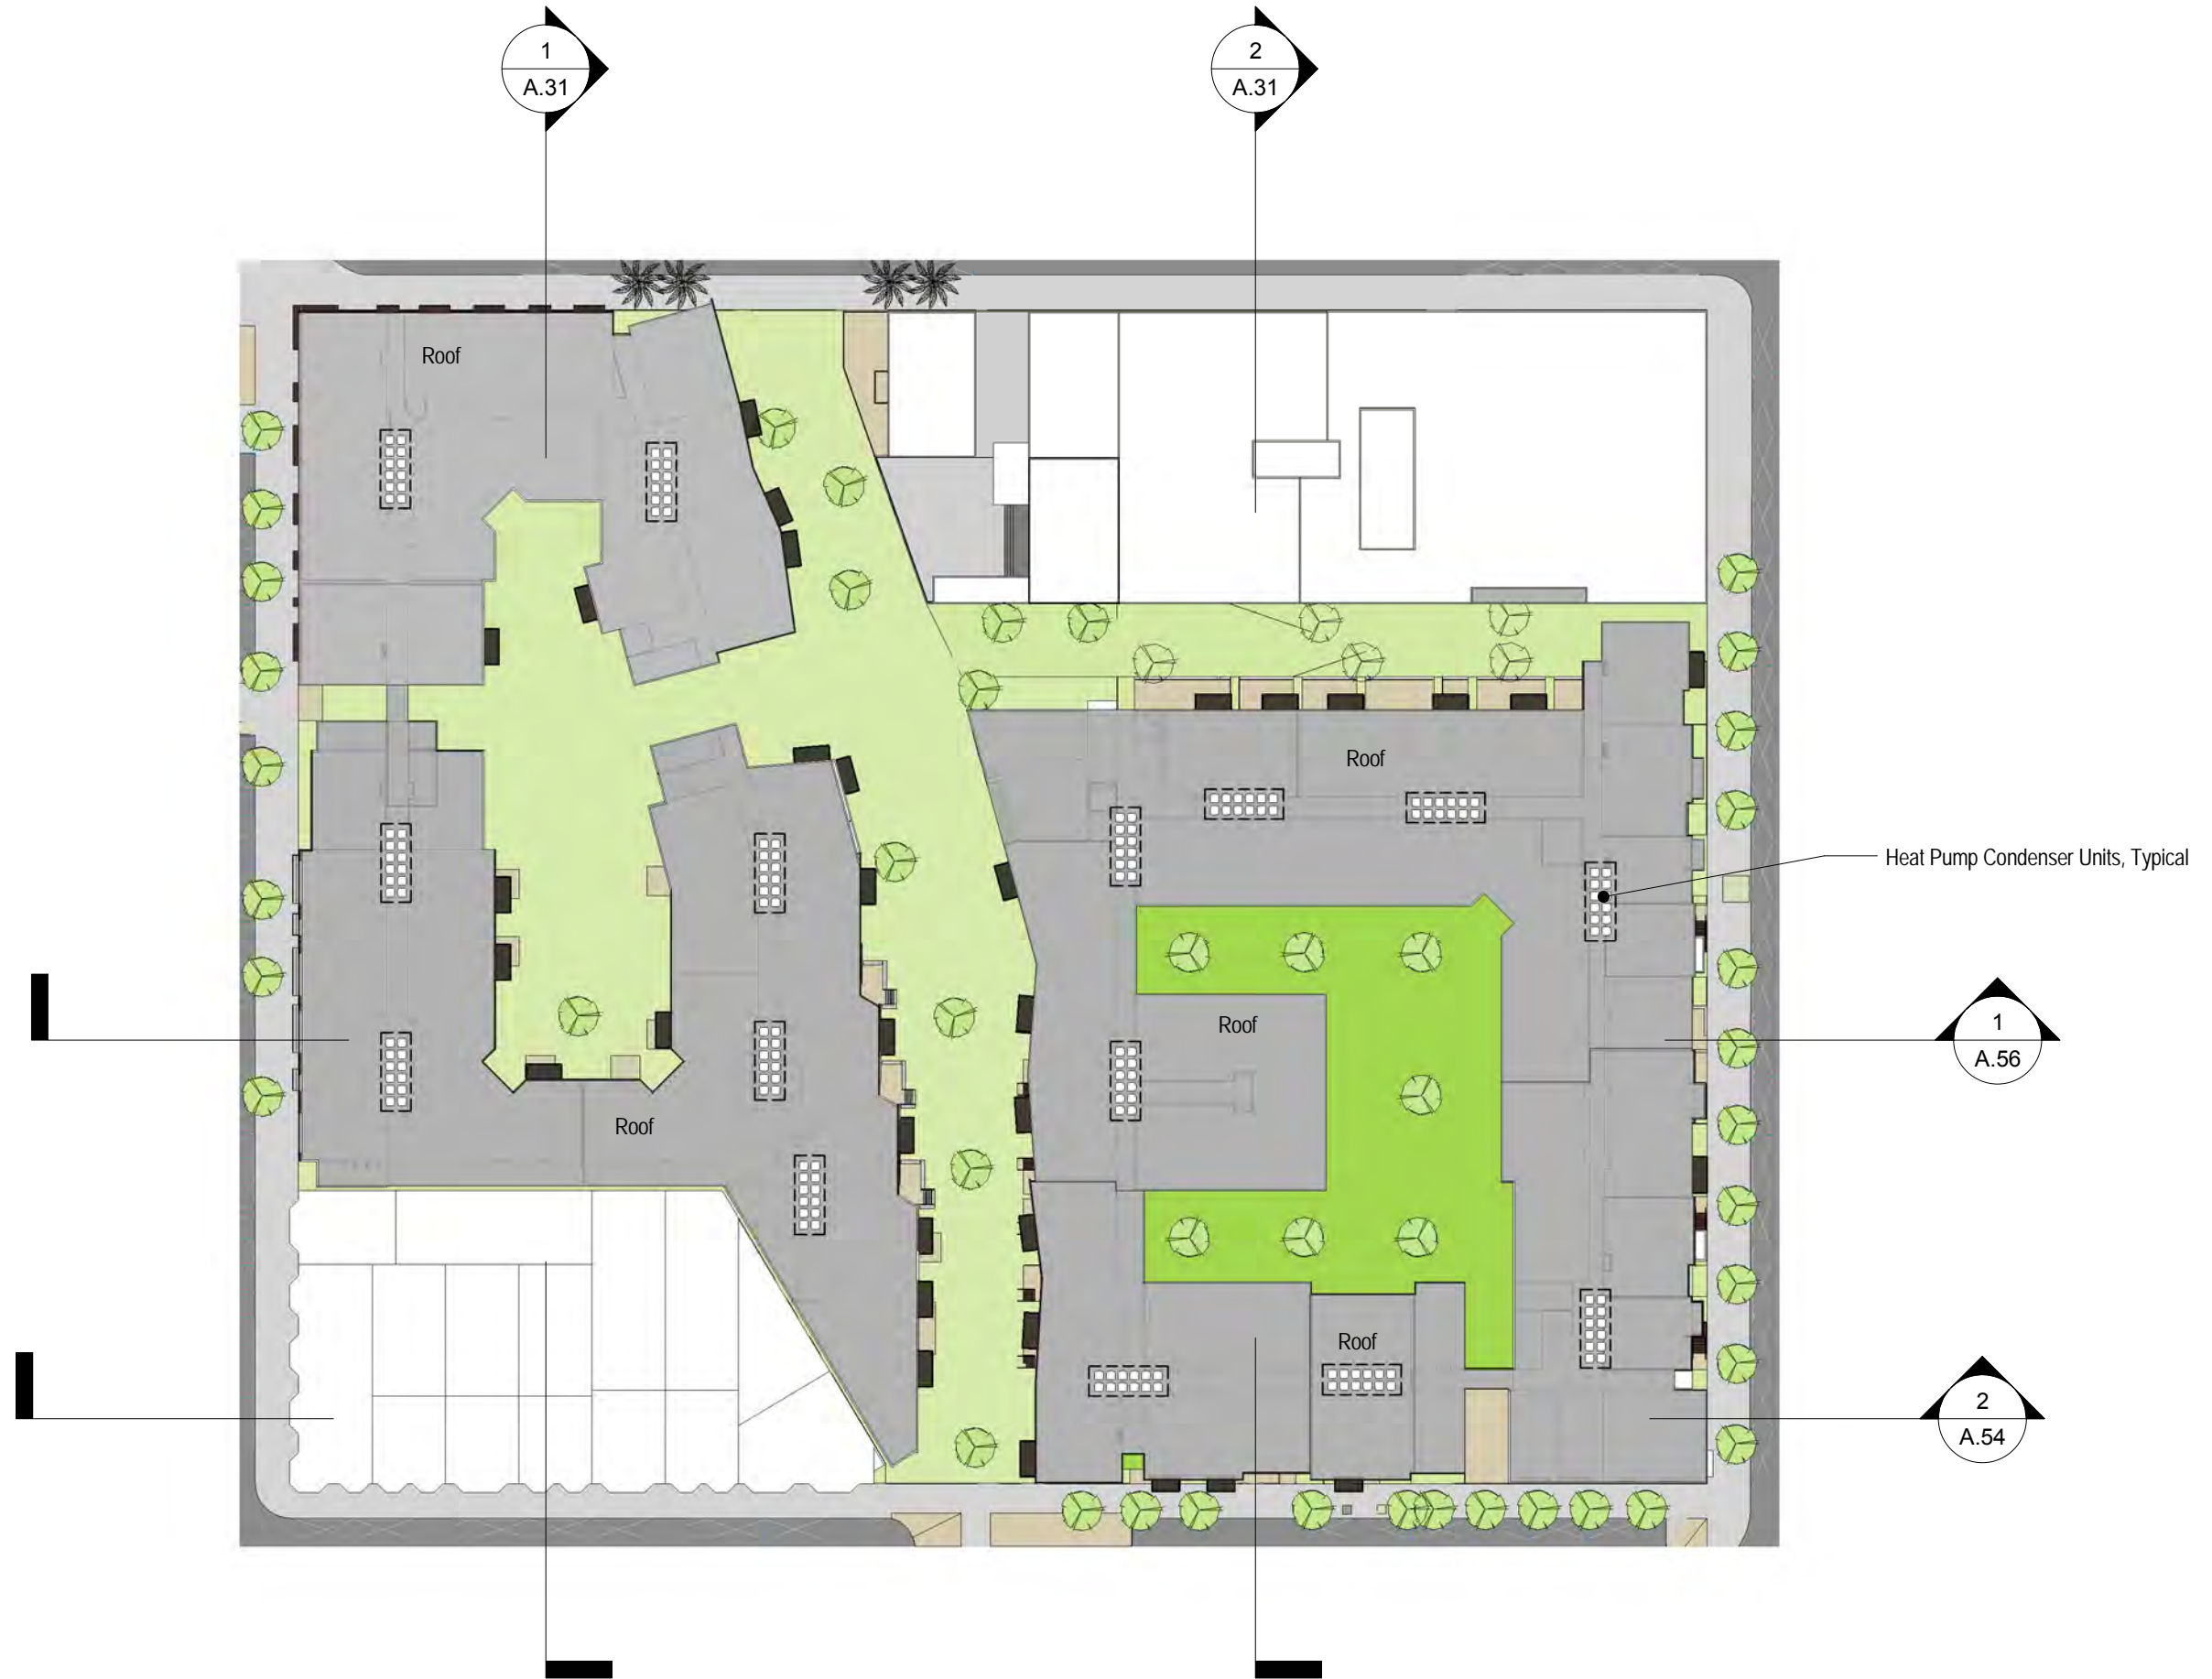 1
A.31
2
A.31
Roof
Roof
Heat Pump Condenser Units, Typical
Roof
1
A.56
Roof
Roof
2
A.54